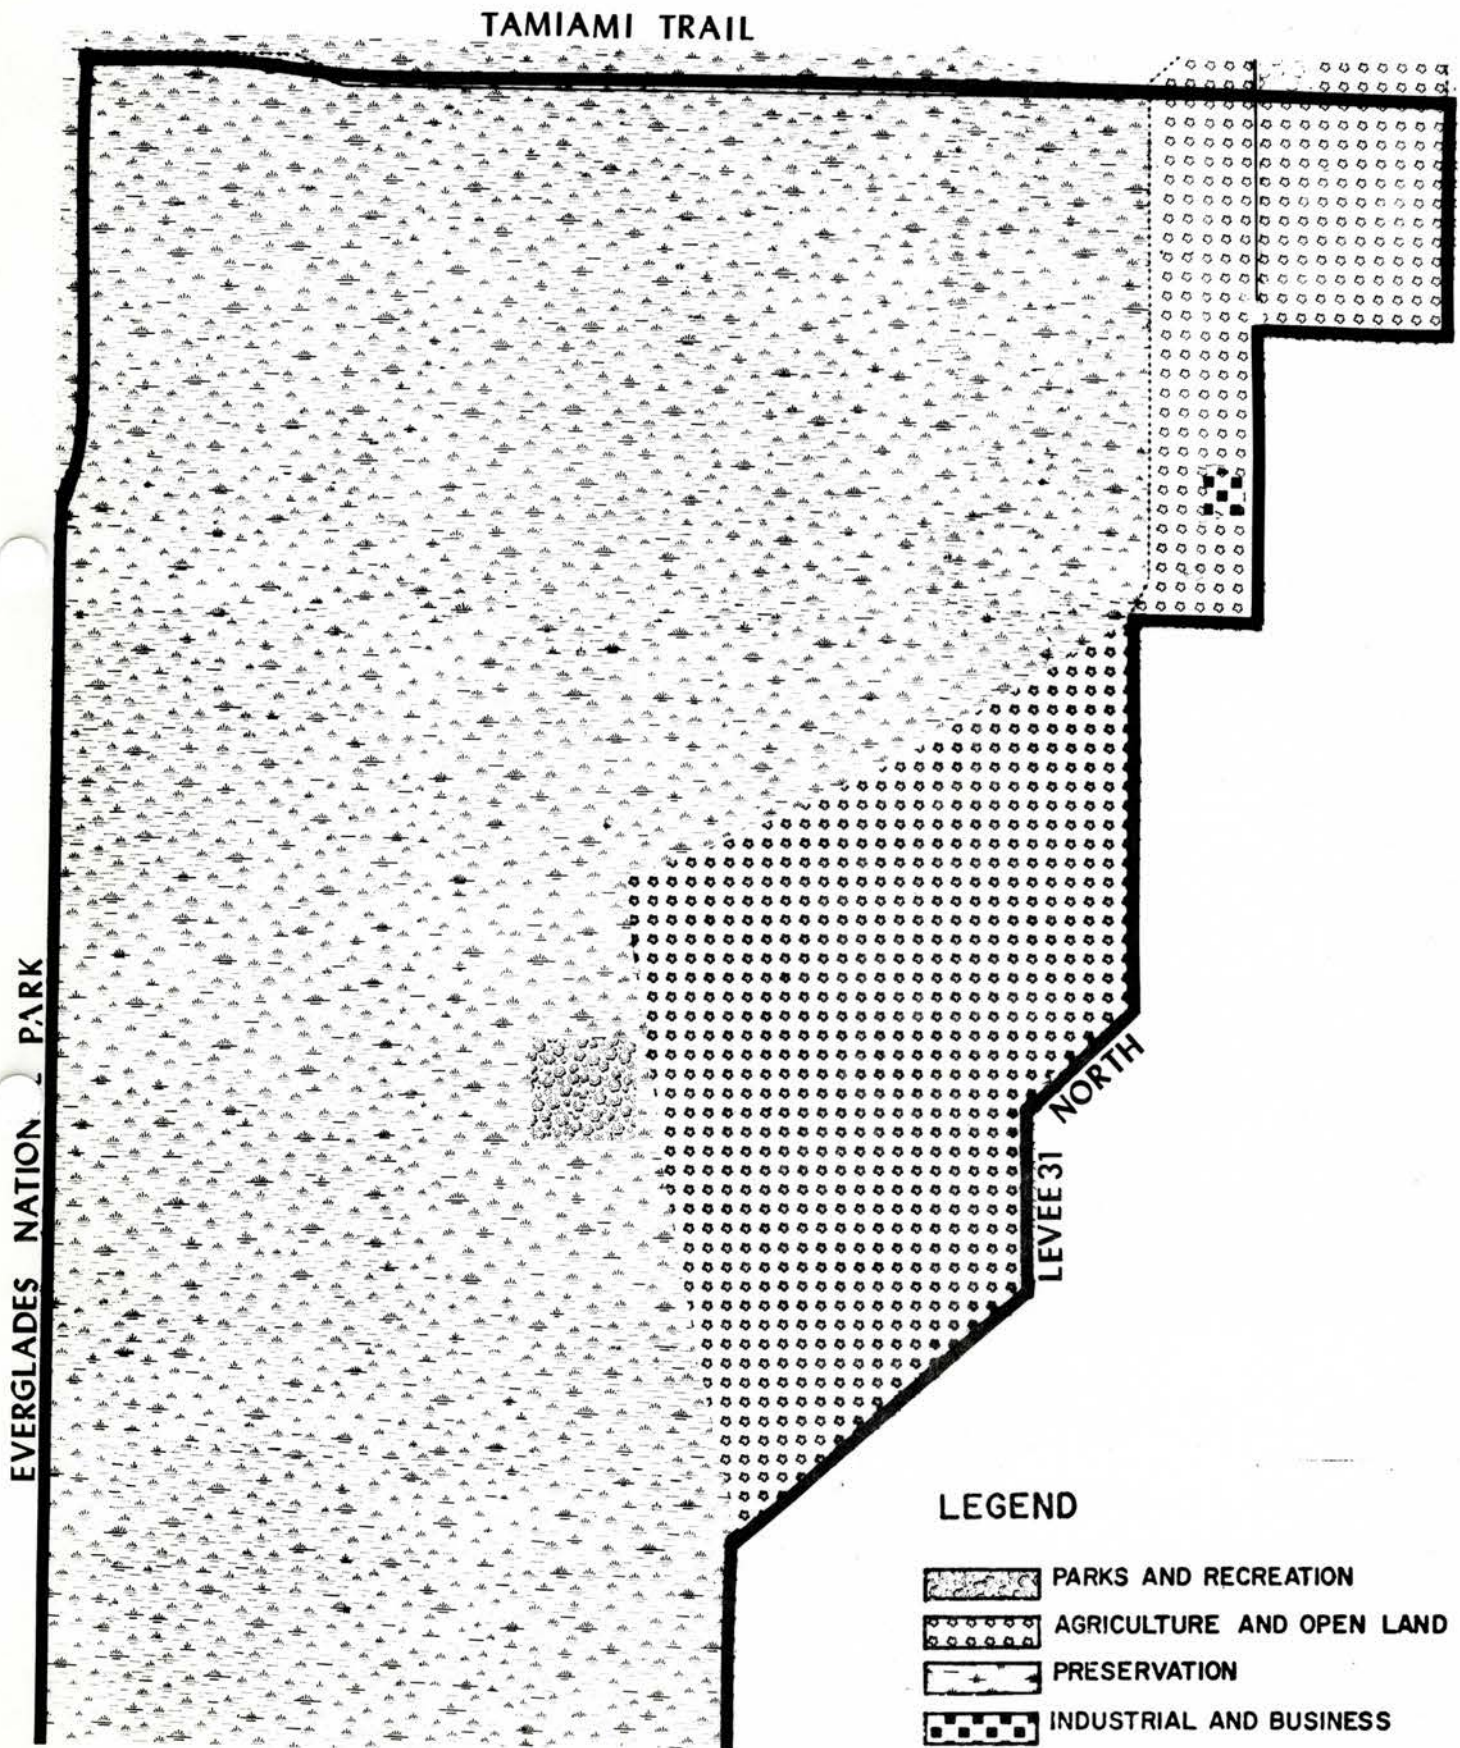 TAMIAMI TRAIL
EVERGLADES NATION L PARK
NORTH
LEVEE 31
LEGEND
PARKS AND RECREATION
AGRICULTURE AND OPEN LAND
PRESERVATION
INDUSTRIAL AND BUSINESS